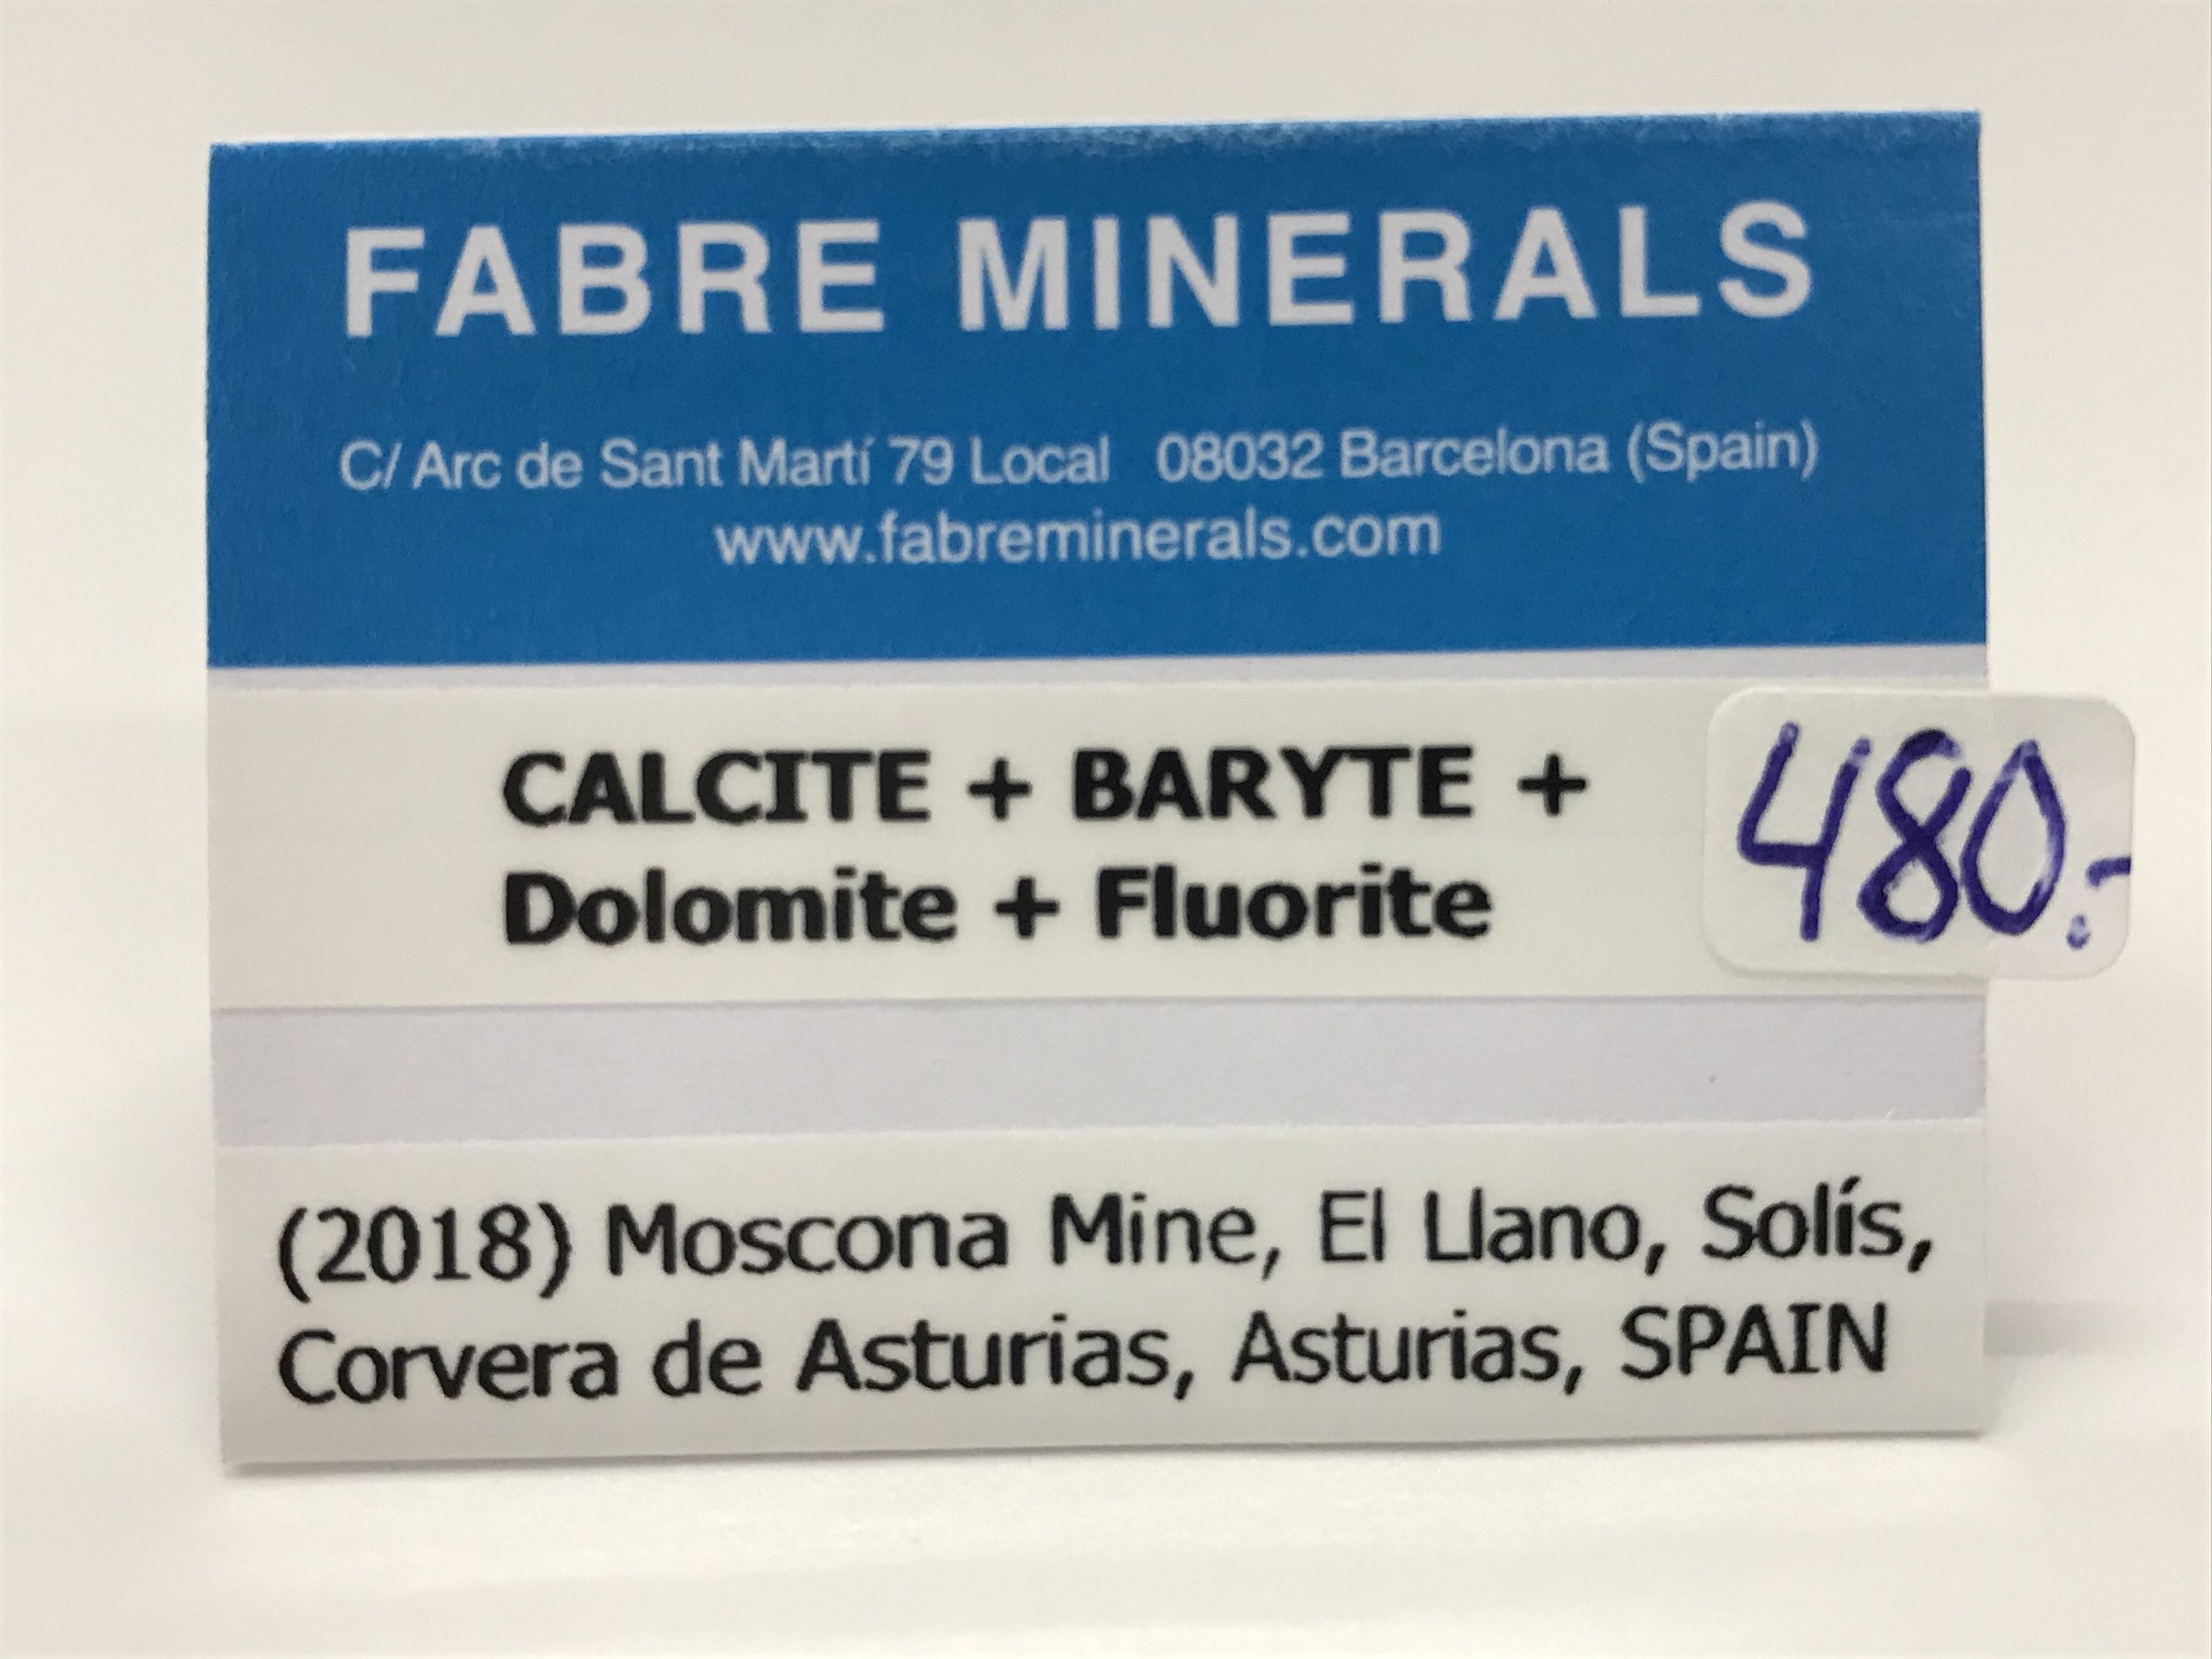 FABRE MINERALS
C/ Arc de Sant Martí 79 Local 08032 Barcelona (Spain)
www.fabreminerals.com
CALCITE + BARYTE +
Dolomite + Fluorite
480.-
(2018) Moscona Mine, El Llano, Solís,
Corvera de Asturias, Asturias, SPAIN